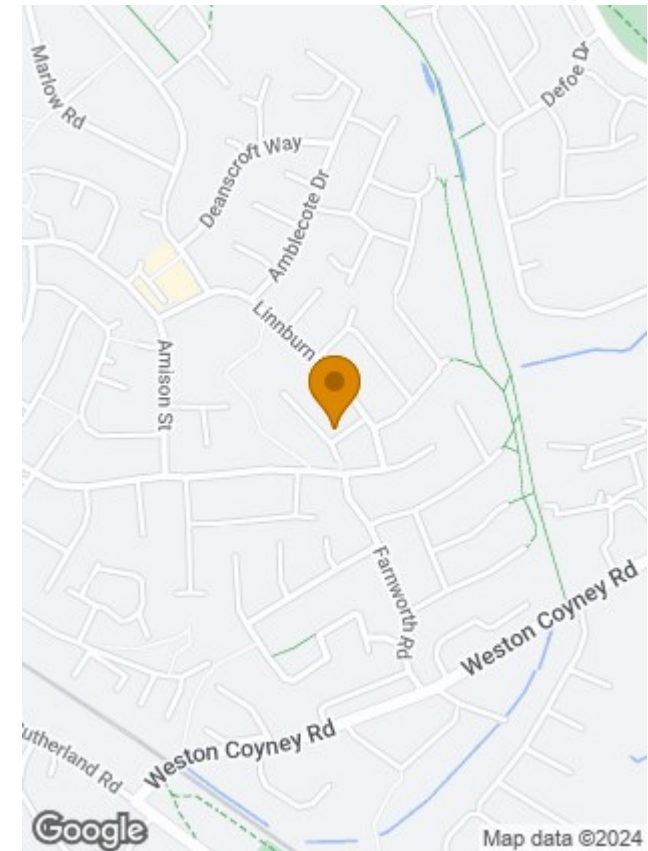 Marlow Rd
Defoe Dr
Deanscroft Way
Amblecote Dr
Linnburn
Amison St
Farnworth Rd
Weston Coyney Rd
Weston Coyney Rd
utherland Rd
Google
Map data ©2024